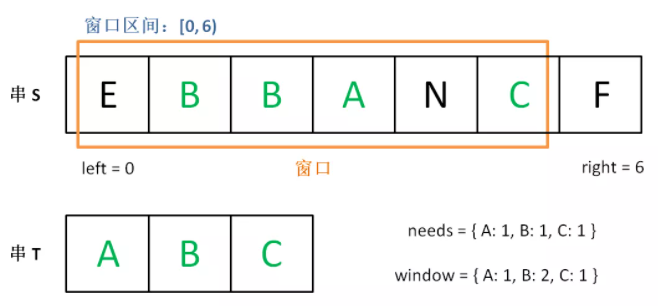 窗口区间：[0, 6)
串 S E B B A N C F
left = 0 窗口 right = 6
needs = { A: 1, B: 1, C: 1 }
串 T A B C
window = { A: 1, B: 2, C: 1 }